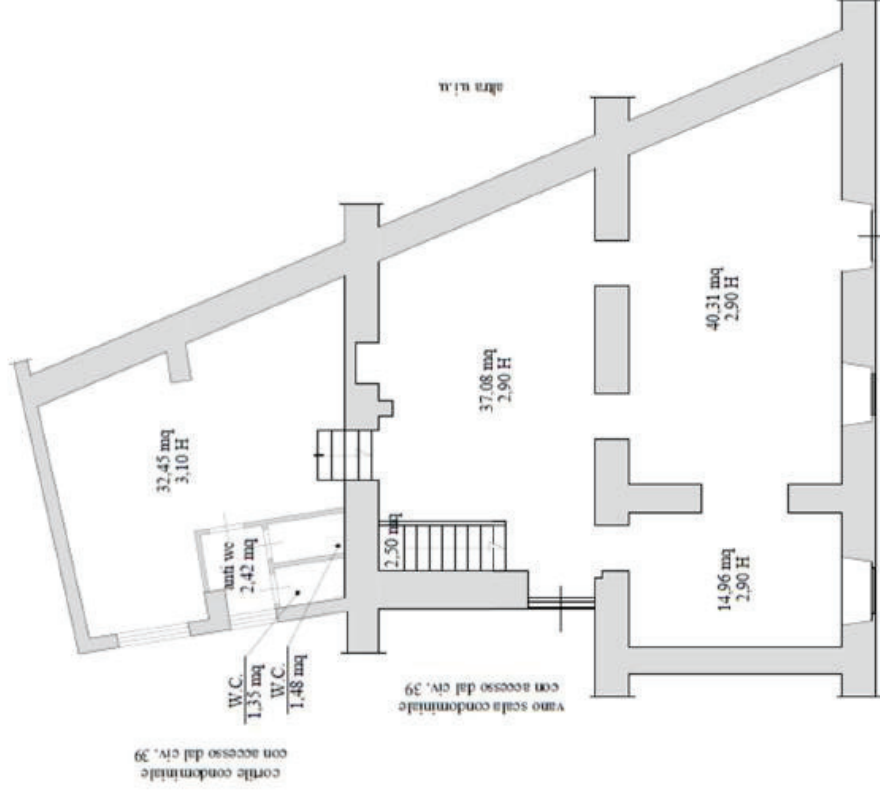 altra u.i.u.
32,45 mq
3,10 H
anti wc
2,42 mq
W.C.
1,35 mq
W.C.
1,48 mq
2,50 mq
37,08 mq
2,90 H
40,31 mq
2,90 H
14,96 mq
2,90 H
vano scala condominiale
con accesso dal civ. 39
cortile condominiale
con accesso dal civ. 39